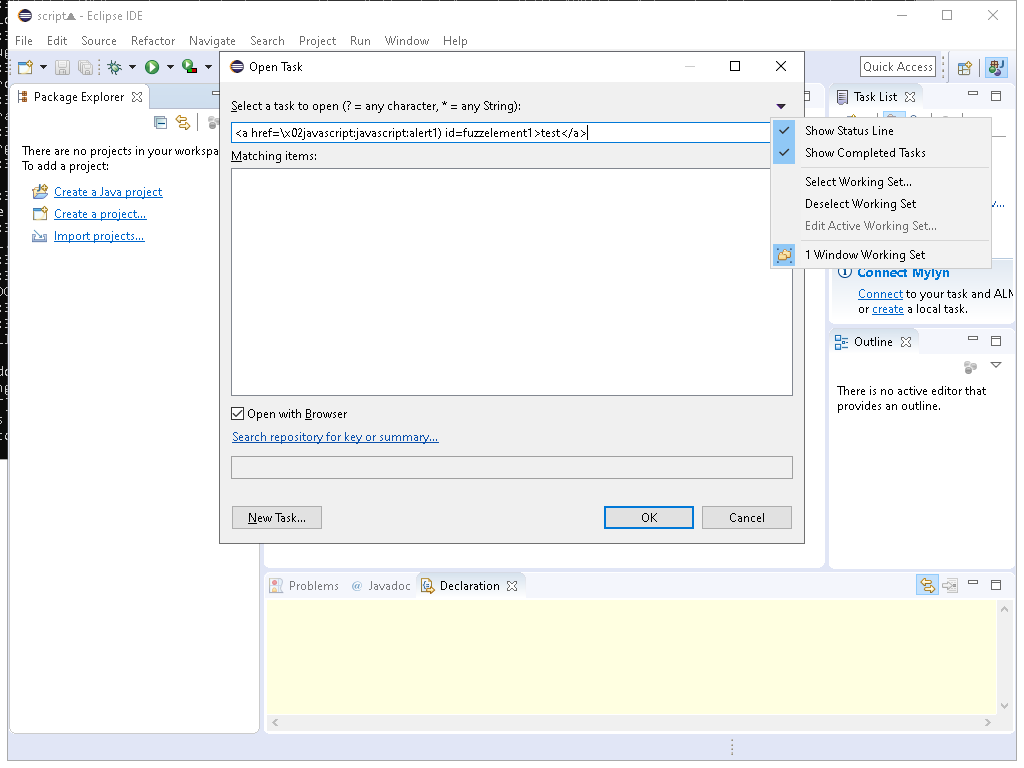 script▲ - Eclipse IDE
File Edit Source Refactor Navigate Search Project Run Window Help
Quick Access
Package Explorer
There are no projects in your workspa
To add a project:
Create a Java project
Create a project...
Import projects...
Open Task
Select a task to open (? = any character, * = any String):
<a href=\x02javascript:javascript:alert1) id=fuzzelement1>test</a>
Matching items:
Open with Browser
Search repository for key or summary...
New Task...
OK
Cancel
Task List
Show Status Line
Show Completed Tasks
Select Working Set...
Deselect Working Set
Edit Active Working Set...
1 Window Working Set
Connect Mylyn
Connect to your task and ALM
or create a local task.
Outline
There is no active editor that
provides an outline.
Problems
@ Javadoc
Declaration